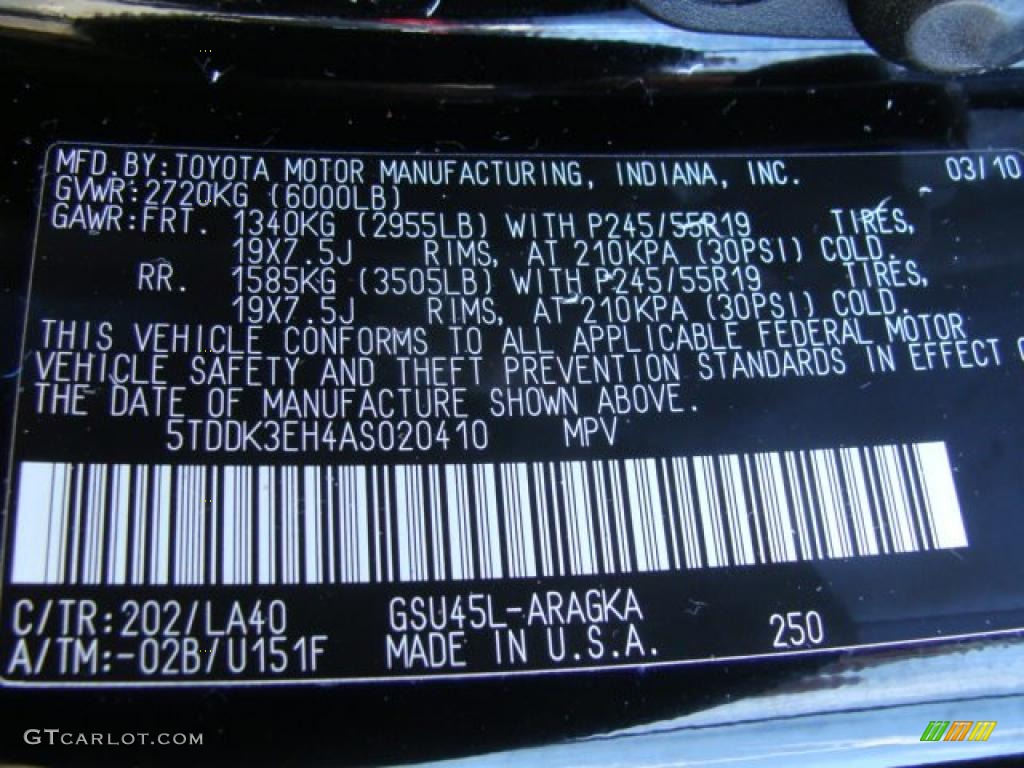 MFD.BY:TOYOTA MOTOR MANUFACTURING, INDIANA, INC. 03/10
GVWR:2720KG (6000LB)
GAWR:FRT. 1340KG (2955LB) WITH P245/55R19 TIRES,
19X7.5J RIMS, AT 210KPA (30PSI) COLD.
RR. 1585KG (3505LB) WITH P245/55R19 TIRES,
19X7.5J RIMS, AT 210KPA (30PSI) COLD.
THIS VEHICLE CONFORMS TO ALL APPLICABLE FEDERAL MOTOR
VEHICLE SAFETY AND THEFT PREVENTION STANDARDS IN EFFECT
THE DATE OF MANUFACTURE SHOWN ABOVE.
5TDDK3EH4AS020410 MPV
C/TR:202/LA40 GSU45L-ARAGKA
A/TM:-02B/U151F MADE IN U.S.A. 250
GTCARLOT.COM